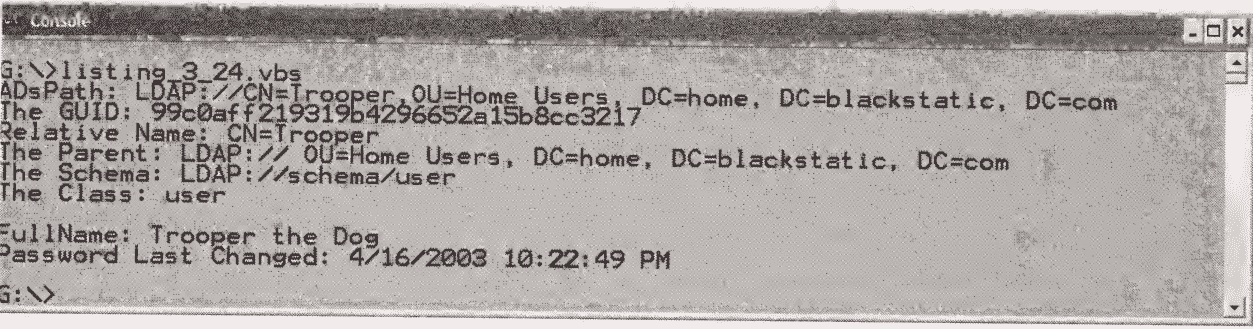 Console
G:\>listing_3_24.vbs
ADsPath: LDAP://CN=Trooper,OU=Home Users, DC=home, DC=blackstatic, DC=com
The GUID: 99c0aff219319b4296652a15b8cc3217
Relative Name: CN=Trooper
The Parent: LDAP:// OU=Home Users, DC=home, DC=blackstatic, DC=com
The Schema: LDAP://schema/user
The Class: user
FullName: Trooper the Dog
Password Last Changed: 4/16/2003 10:22:49 PM
G:\>